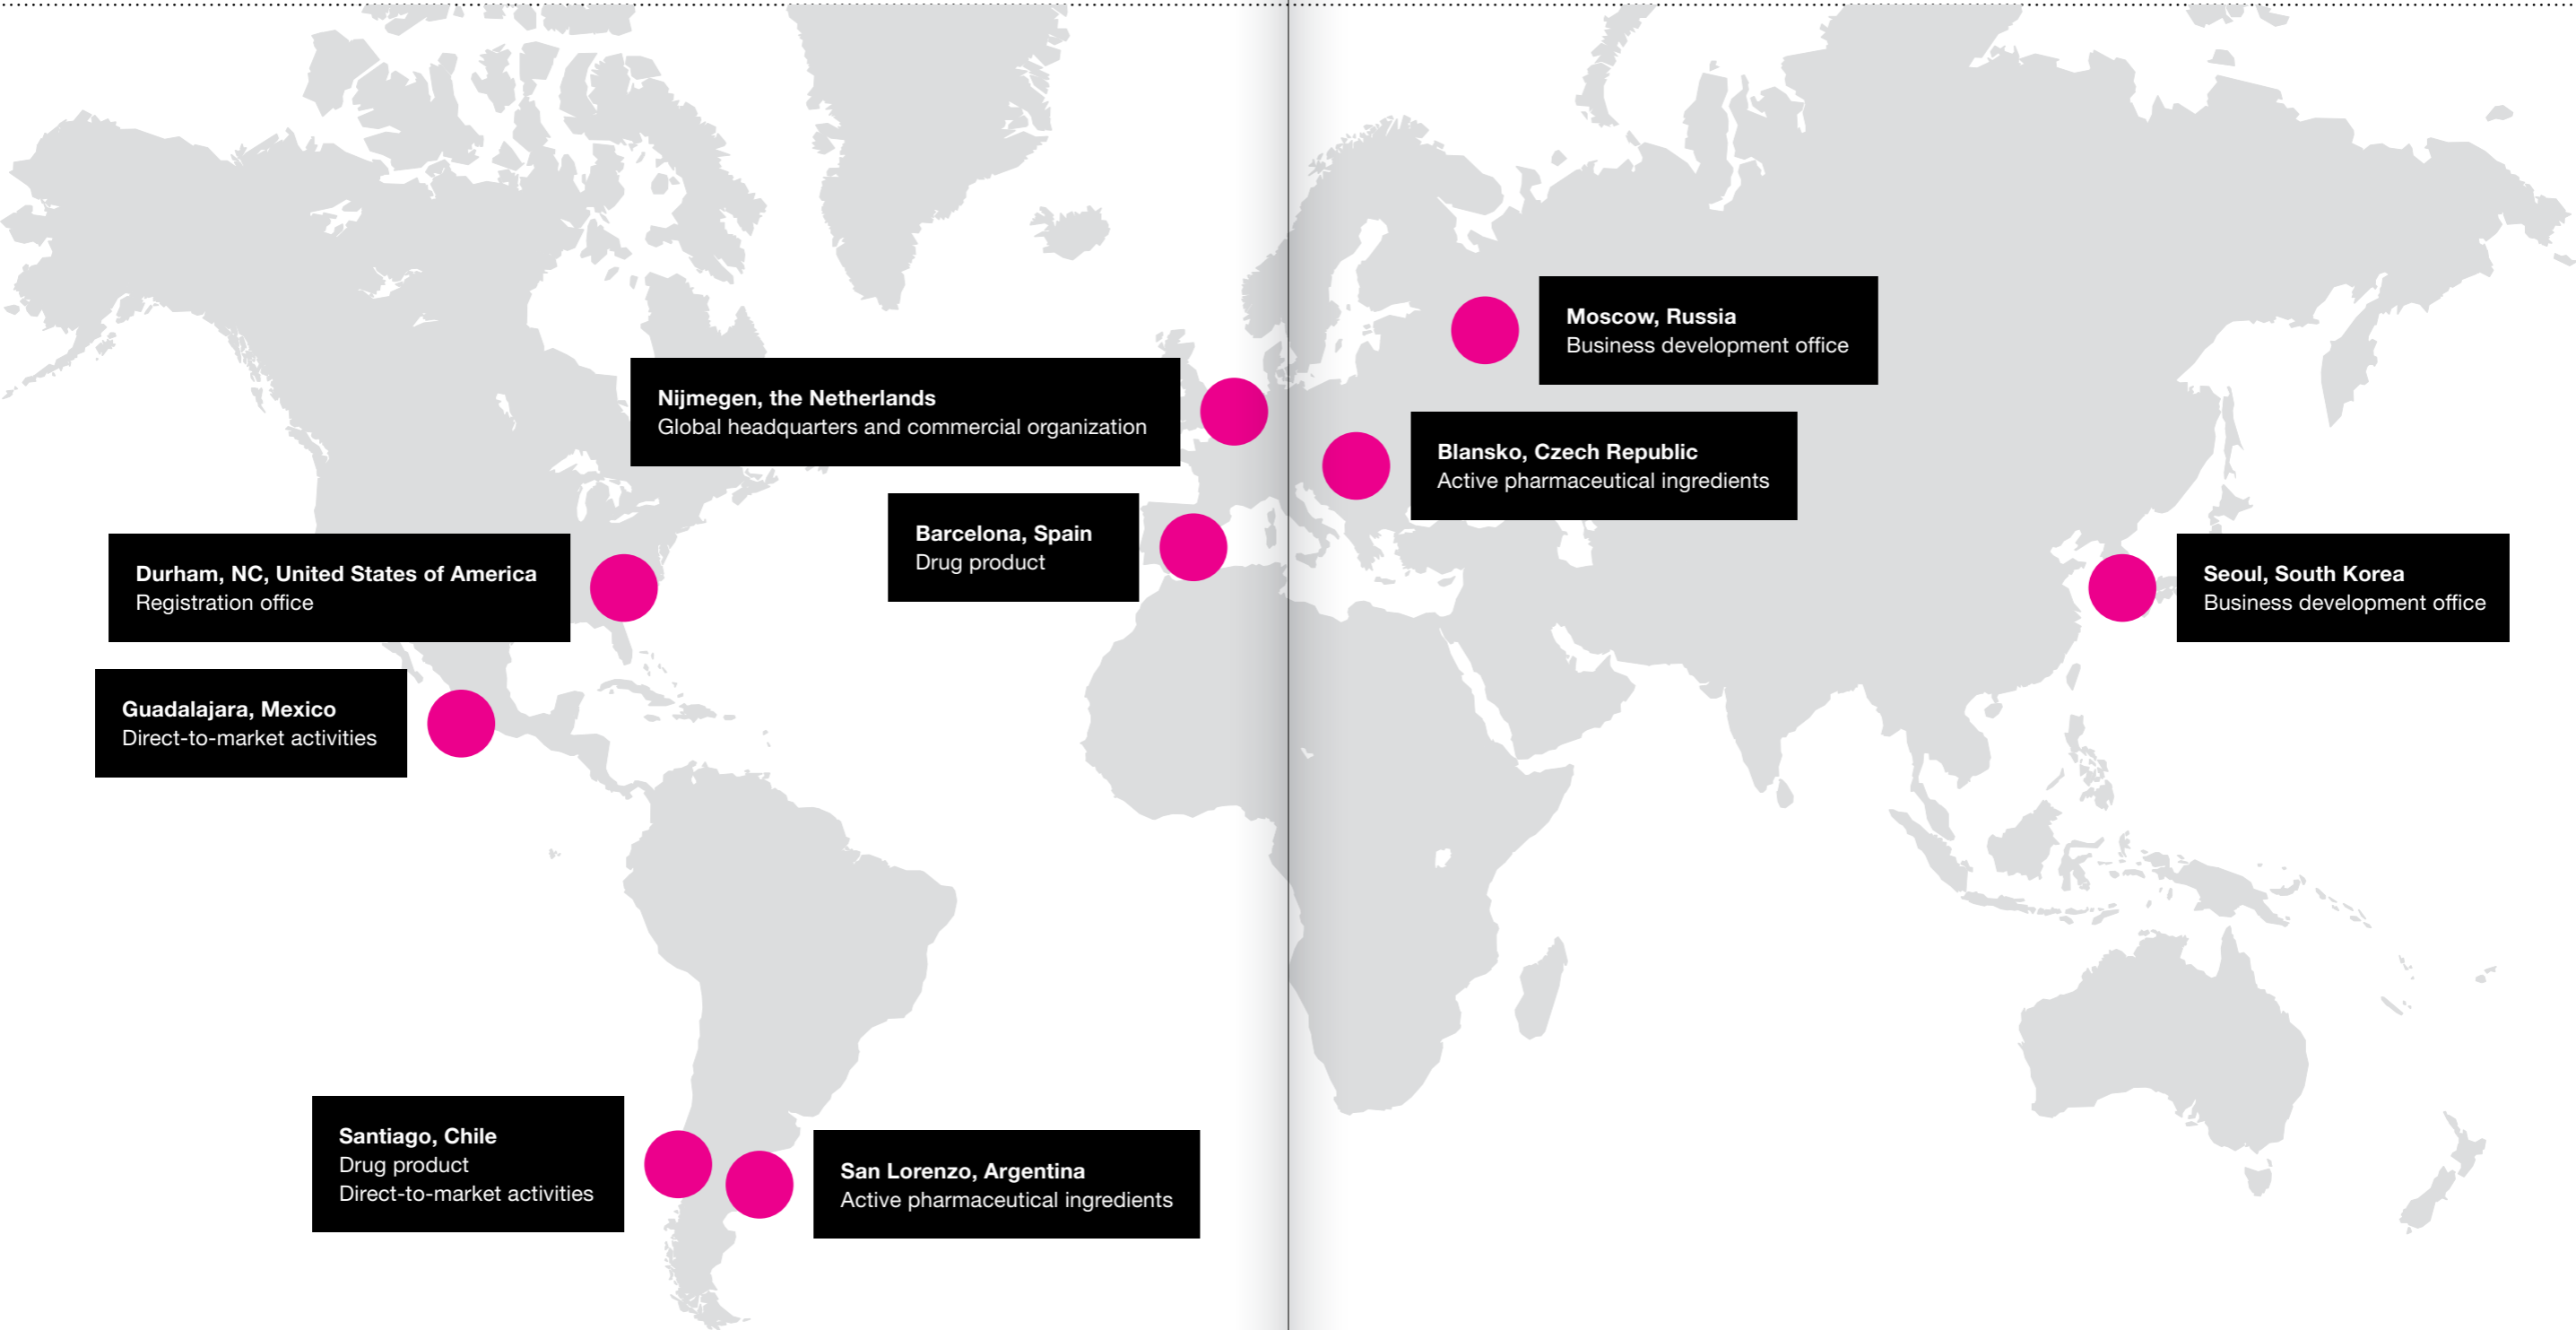 Moscow, Russia
Business development office
Nijmegen, the Netherlands
Global headquarters and commercial organization
Blansko, Czech Republic
Active pharmaceutical ingredients
Barcelona, Spain
Drug product
Durham, NC, United States of America
Registration office
Seoul, South Korea
Business development office
Guadalajara, Mexico
Direct-to-market activities
Santiago, Chile
Drug product
Direct-to-market activities
San Lorenzo, Argentina
Active pharmaceutical ingredients